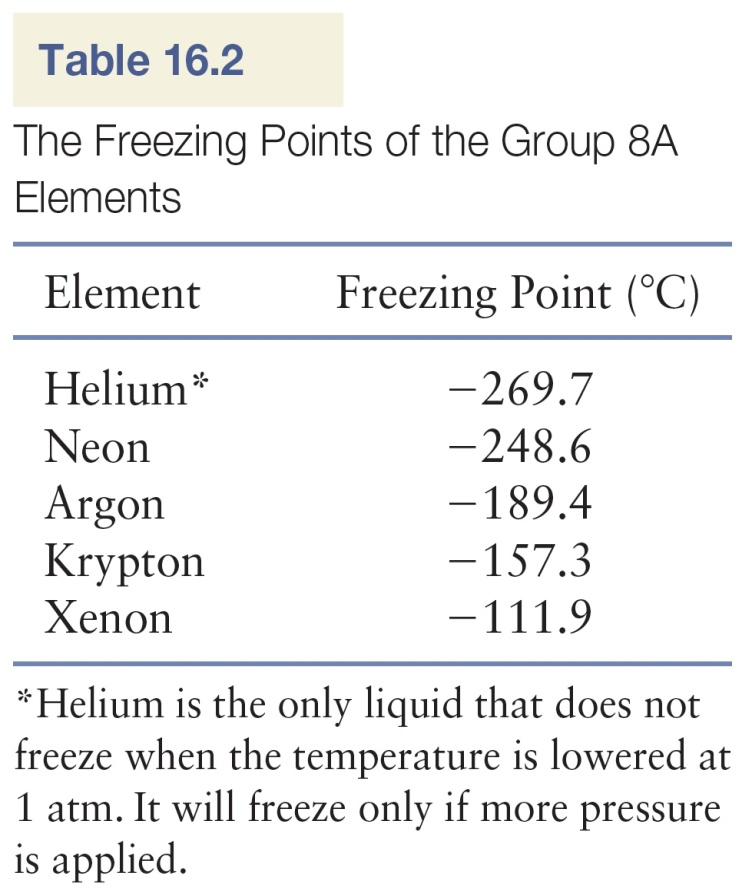 Table 16.2
The Freezing Points of the Group 8A
Elements
Element Freezing Point (°C)
Helium* −269.7
Neon −248.6
Argon −189.4
Krypton −157.3
Xenon −111.9
*Helium is the only liquid that does not
freeze when the temperature is lowered at
1 atm. It will freeze only if more pressure
is applied.